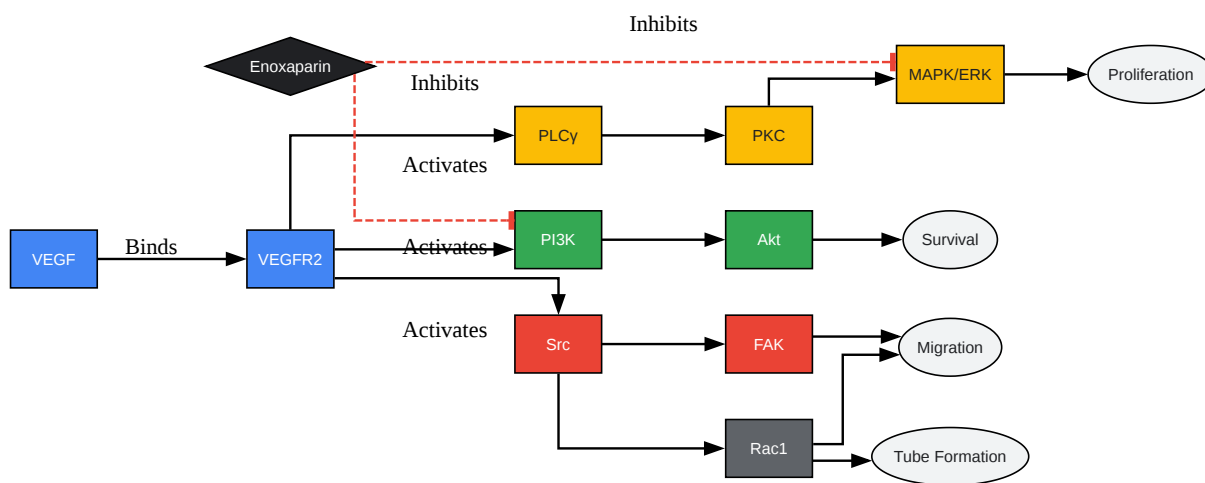 Inhibits
Enoxaparin
MAPK/ERK
Proliferation
Inhibits
PLCγ
PKC
Activates
PI3K
Akt
Survival
VEGF
Binds
VEGFR2
Activates
Activates
Src
FAK
Migration
Rac1
Tube Formation